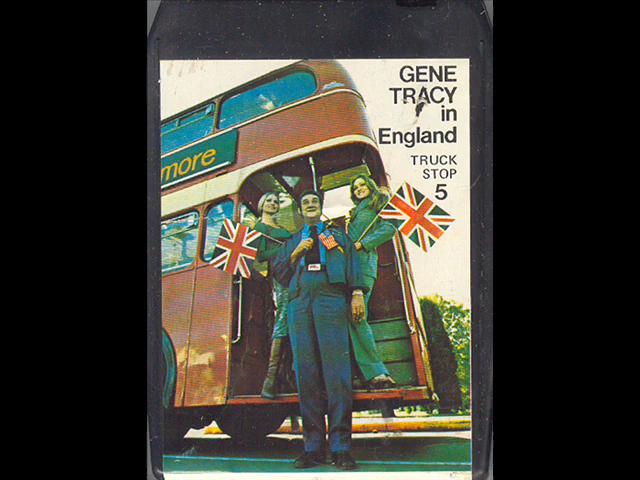 GENE
TRACY
in
England
TRUCK
STOP
5
more